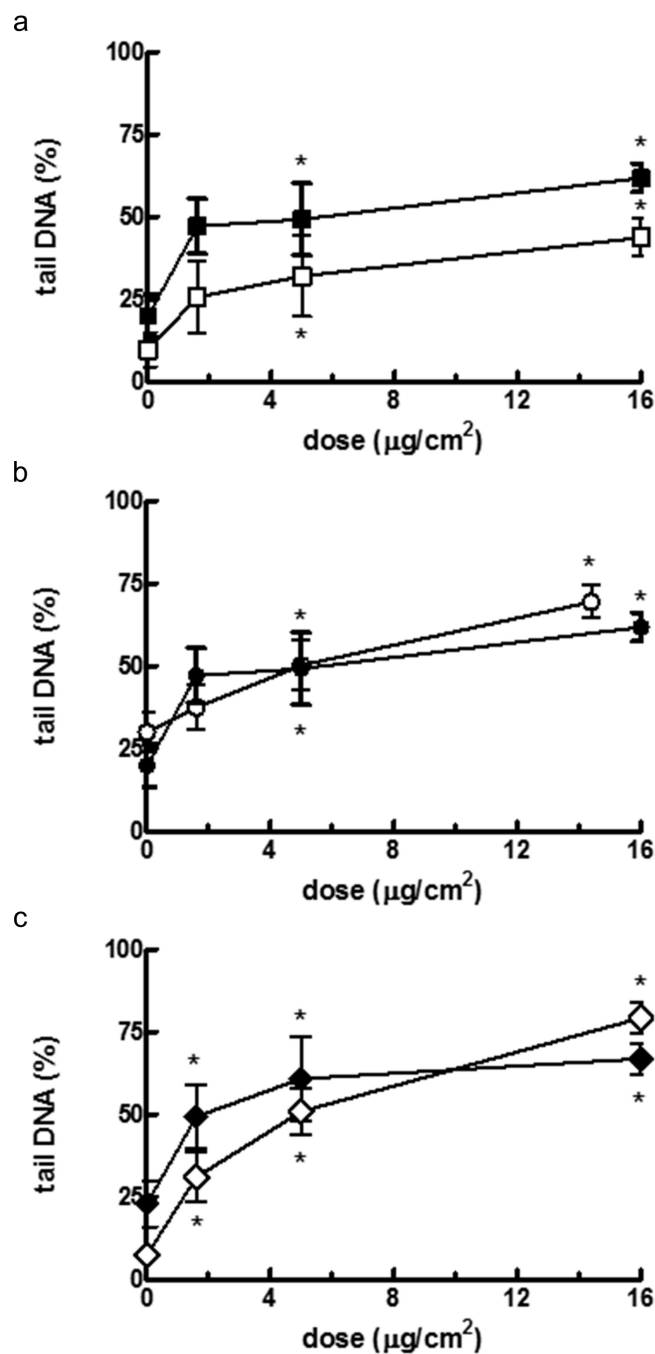 a
100
75
50
25
0
tail DNA (%)
* *
*
*
0 4 8 12 16
dose (μg/cm²)
b
100
75
50
25
0
tail DNA (%)
*
* *
*
0 4 8 12 16
dose (μg/cm²)
c
100
75
50
25
0
tail DNA (%)
*
*
*
*
*
*
0 4 8 12 16
dose (μg/cm²)